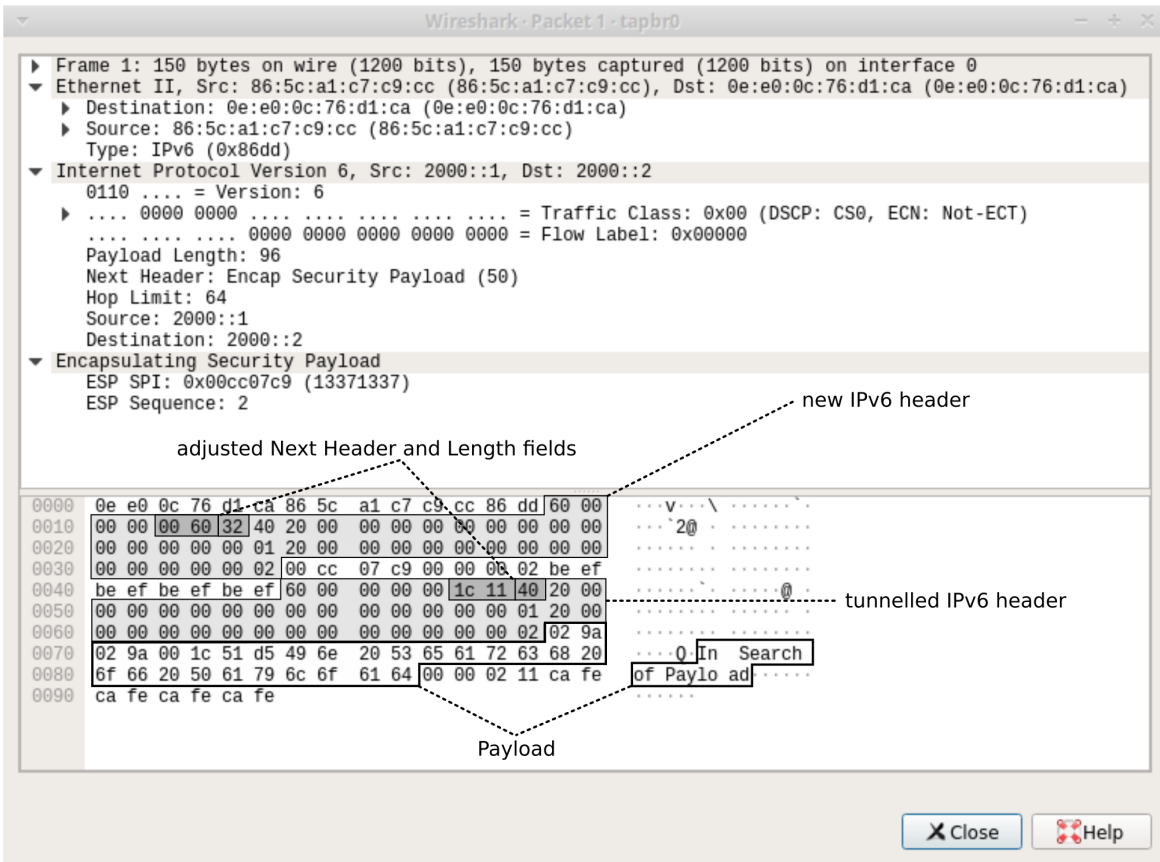 Wireshark · Packet 1 · tapbr0
Frame 1: 150 bytes on wire (1200 bits), 150 bytes captured (1200 bits) on interface 0
Ethernet II, Src: 86:5c:a1:c7:c9:cc (86:5c:a1:c7:c9:cc), Dst: 0e:e0:0c:76:d1:ca (0e:e0:0c:76:d1:ca)
Destination: 0e:e0:0c:76:d1:ca (0e:e0:0c:76:d1:ca)
Source: 86:5c:a1:c7:c9:cc (86:5c:a1:c7:c9:cc)
Type: IPv6 (0x86dd)
Internet Protocol Version 6, Src: 2000::1, Dst: 2000::2
0110 .... = Version: 6
.... 0000 0000 .... .... .... .... .... = Traffic Class: 0x00 (DSCP: CS0, ECN: Not-ECT)
.... .... .... 0000 0000 0000 0000 0000 = Flow Label: 0x00000
Payload Length: 96
Next Header: Encap Security Payload (50)
Hop Limit: 64
Source: 2000::1
Destination: 2000::2
Encapsulating Security Payload
ESP SPI: 0x00cc07c9 (13371337)
ESP Sequence: 2
new IPv6 header
adjusted Next Header and Length fields
0000 0e e0 0c 76 d1 ca 86 5c a1 c7 c9 cc 86 dd 60 00 ···v···\ ······`·
0010 00 00 00 60 32 40 20 00 00 00 00 00 00 00 00 00 ···`2@ · ········
0020 00 00 00 00 00 01 20 00 00 00 00 00 00 00 00 00 ······ · ········
0030 00 00 00 00 00 02 00 cc 07 c9 00 00 00 02 be ef ········ ········
0040 be ef be ef be ef 60 00 00 00 00 1c 11 40 20 00 ······`· ·····@ ·
0050 00 00 00 00 00 00 00 00 00 00 00 00 00 01 20 00 ········ ······ ·
0060 00 00 00 00 00 00 00 00 00 00 00 00 00 02 02 9a ········ ········
0070 02 9a 00 1c 51 d5 49 6e 20 53 65 61 72 63 68 20 ····Q·In Search
0080 6f 66 20 50 61 79 6c 6f 61 64 00 00 02 11 ca fe of Paylo ad······
0090 ca fe ca fe ca fe ······
tunnelled IPv6 header
Payload
Close
Help